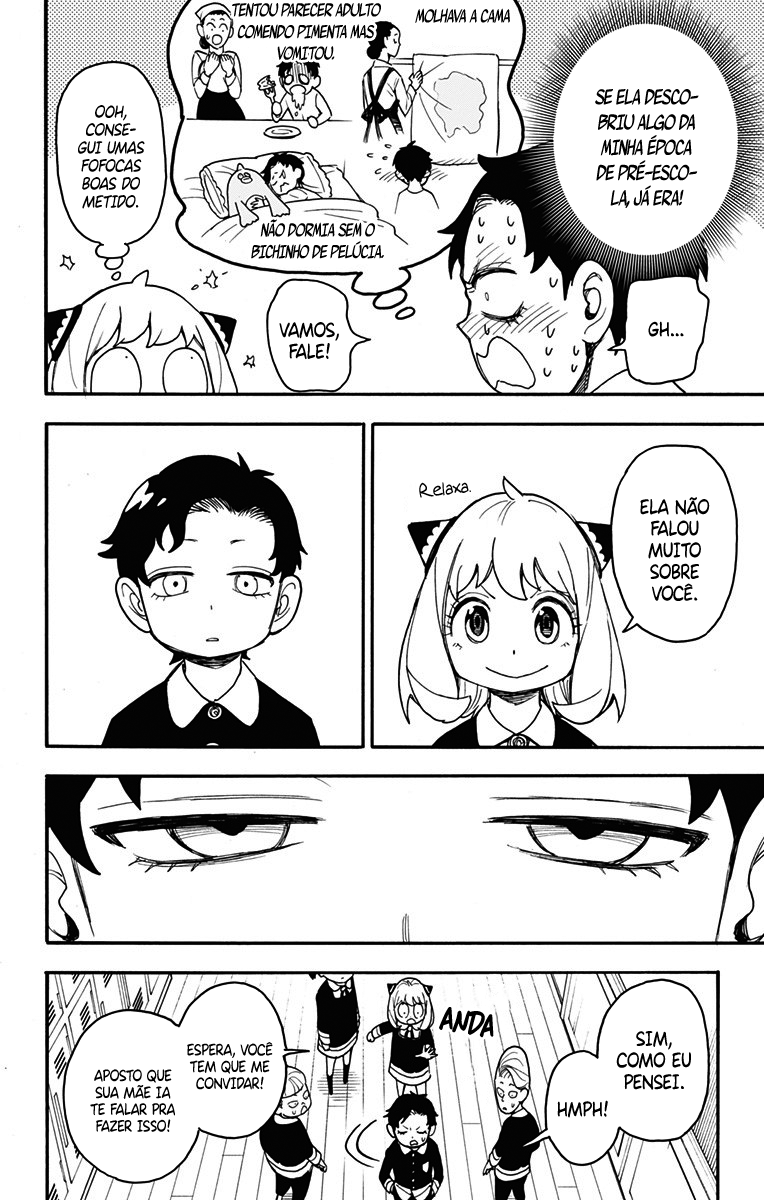 SE ELA DESCO-
BRIU ALGO DA
MINHA ÉPOCA
DE PRÉ-ESCO-
LA, JÁ ERA!
MOLHAVA A CAMA
TENTOU PARECER ADULTO
COMENDO PIMENTA MAS
VOMITOU.
NÃO DORMIA SEM O
BICHINHO DE PELÚCIA.
OOH,
CONSE-
GUI UMAS
FOFOCAS
BOAS DO
METIDO.
GH...
VAMOS,
FALE!
ELA NÃO
FALOU
MUITO
SOBRE
VOCÊ.
Relaxa.
SIM,
COMO EU
PENSEI.
HMPH!
ANDA
ESPERA, VOCÊ
TEM QUE ME
CONVIDAR!
APOSTO QUE
SUA MÃE IA
TE FALAR PRA
FAZER ISSO!